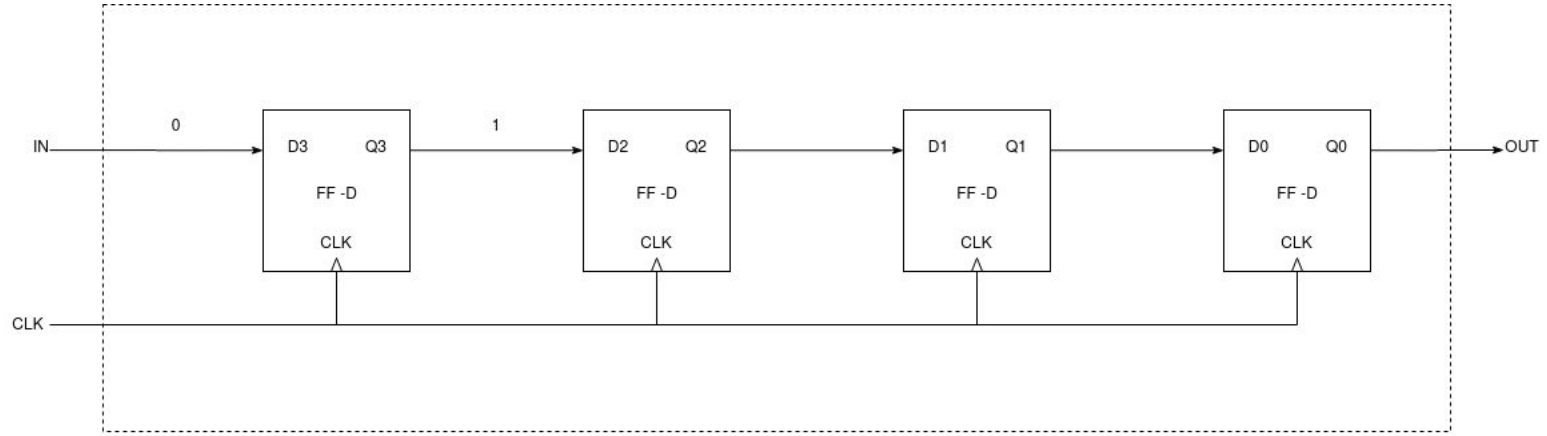 0 1
IN D3 Q3 D2 Q2 D1 Q1 D0 Q0 OUT
FF -D FF -D FF -D FF -D
CLK CLK CLK CLK
CLK